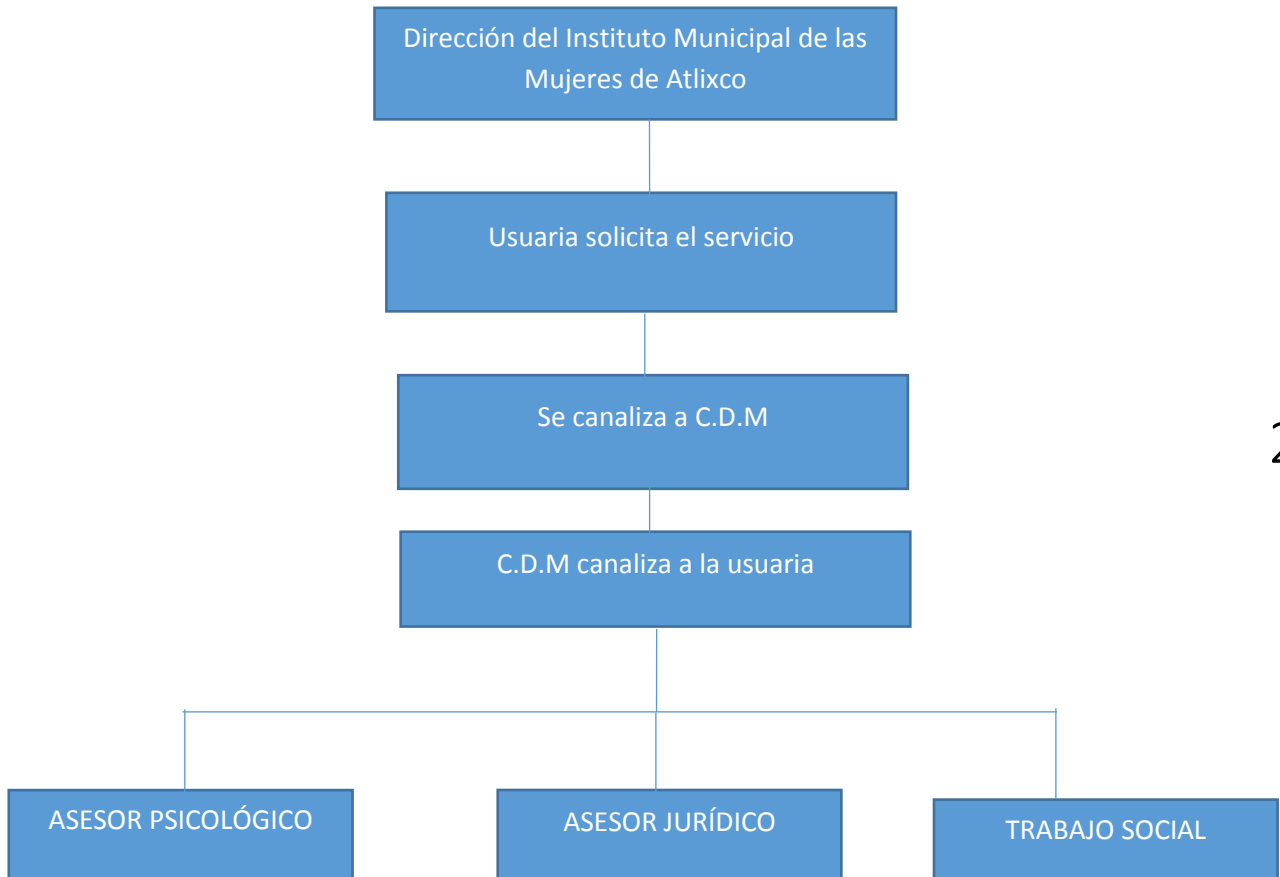 Dirección del Instituto Municipal de las
Mujeres de Atlixco
Usuaria solicita el servicio
Se canaliza a C.D.M
2
C.D.M canaliza a la usuaria
ASESOR PSICOLÓGICO
ASESOR JURÍDICO
TRABAJO SOCIAL